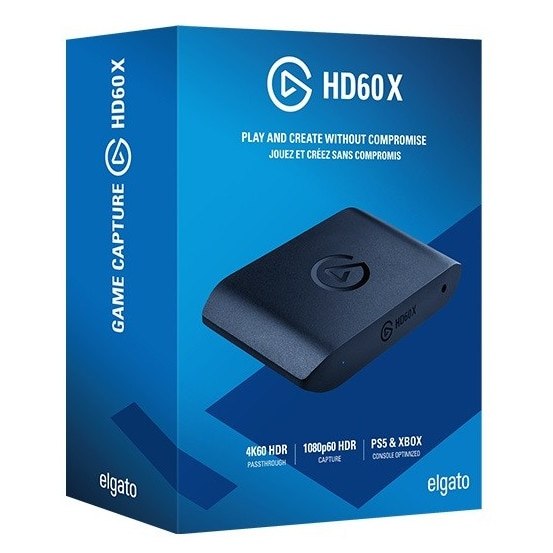 GAME CAPTURE HD60 X
HD60 X
PLAY AND CREATE WITHOUT COMPROMISE
JOUEZ ET CRÉEZ SANS COMPROMIS
HD60 X
4K60 HDR
PASSTHROUGH
1080p60 HDR
CAPTURE
PS5 & XBOX
CONSOLE OPTIMIZED
elgato
elgato